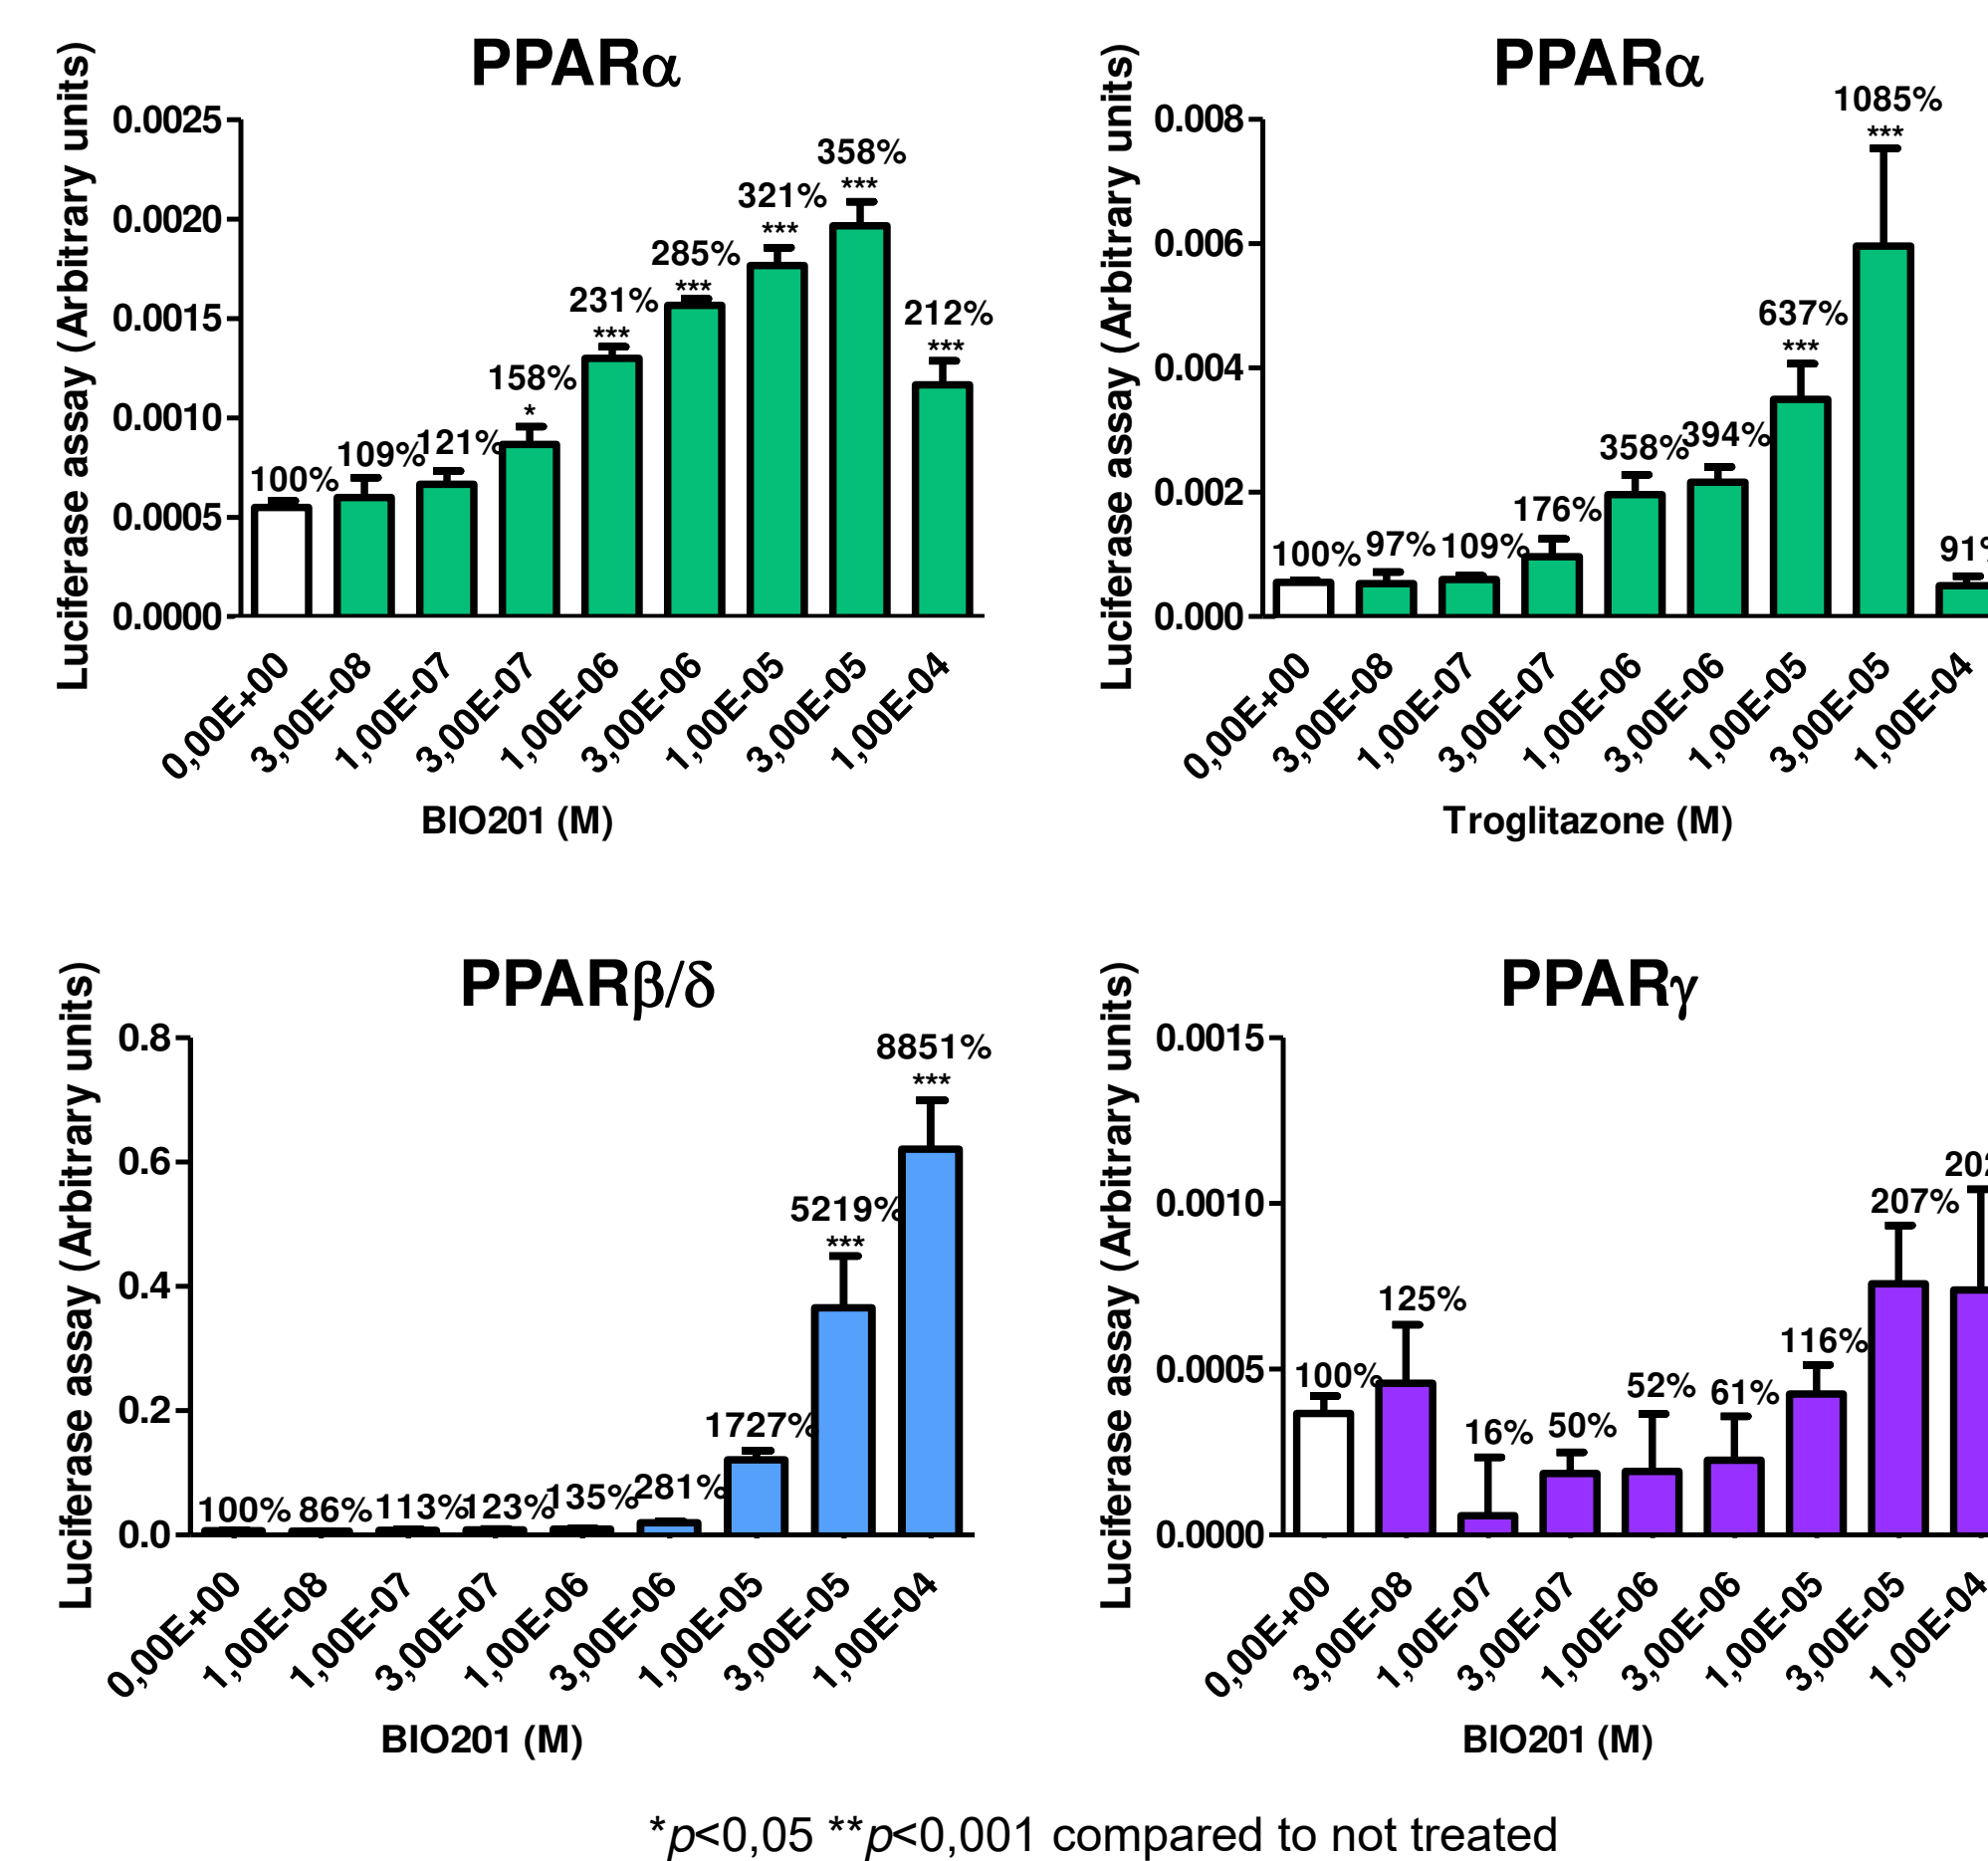 PPARα
Luciferase assay (Arbitrary units)
0.0025
0.0020
0.0015
0.0010
0.0005
0.0000
100%
109%
121%
158%
*
231%
***
285%
***
321%
***
358%
***
212%
***
0,00E+00
3,00E-08
1,00E-07
3,00E-07
1,00E-06
3,00E-06
1,00E-05
3,00E-05
1,00E-04
BIO201 (M)
PPARα
Luciferase assay (Arbitrary units)
0.008
0.006
0.004
0.002
0.000
100%
97%
109%
176%
358%
394%
637%
***
1085%
***
91%
0,00E+00
3,00E-08
1,00E-07
3,00E-07
1,00E-06
3,00E-06
1,00E-05
3,00E-05
1,00E-04
Troglitazone (M)
PPARβ/δ
Luciferase assay (Arbitrary units)
0.8
0.6
0.4
0.2
0.0
100%
86%
113%
123%
135%
281%
1727%
5219%
***
8851%
***
0,00E+00
1,00E-08
1,00E-07
3,00E-07
1,00E-06
3,00E-06
1,00E-05
3,00E-05
1,00E-04
BIO201 (M)
PPARγ
Luciferase assay (Arbitrary units)
0.0015
0.0010
0.0005
0.0000
100%
125%
16%
50%
52%
61%
116%
207%
202
0,00E+00
3,00E-08
1,00E-07
3,00E-07
1,00E-06
3,00E-06
1,00E-05
3,00E-05
1,00E-04
BIO201 (M)
*p<0,05 **p<0,001 compared to not treated